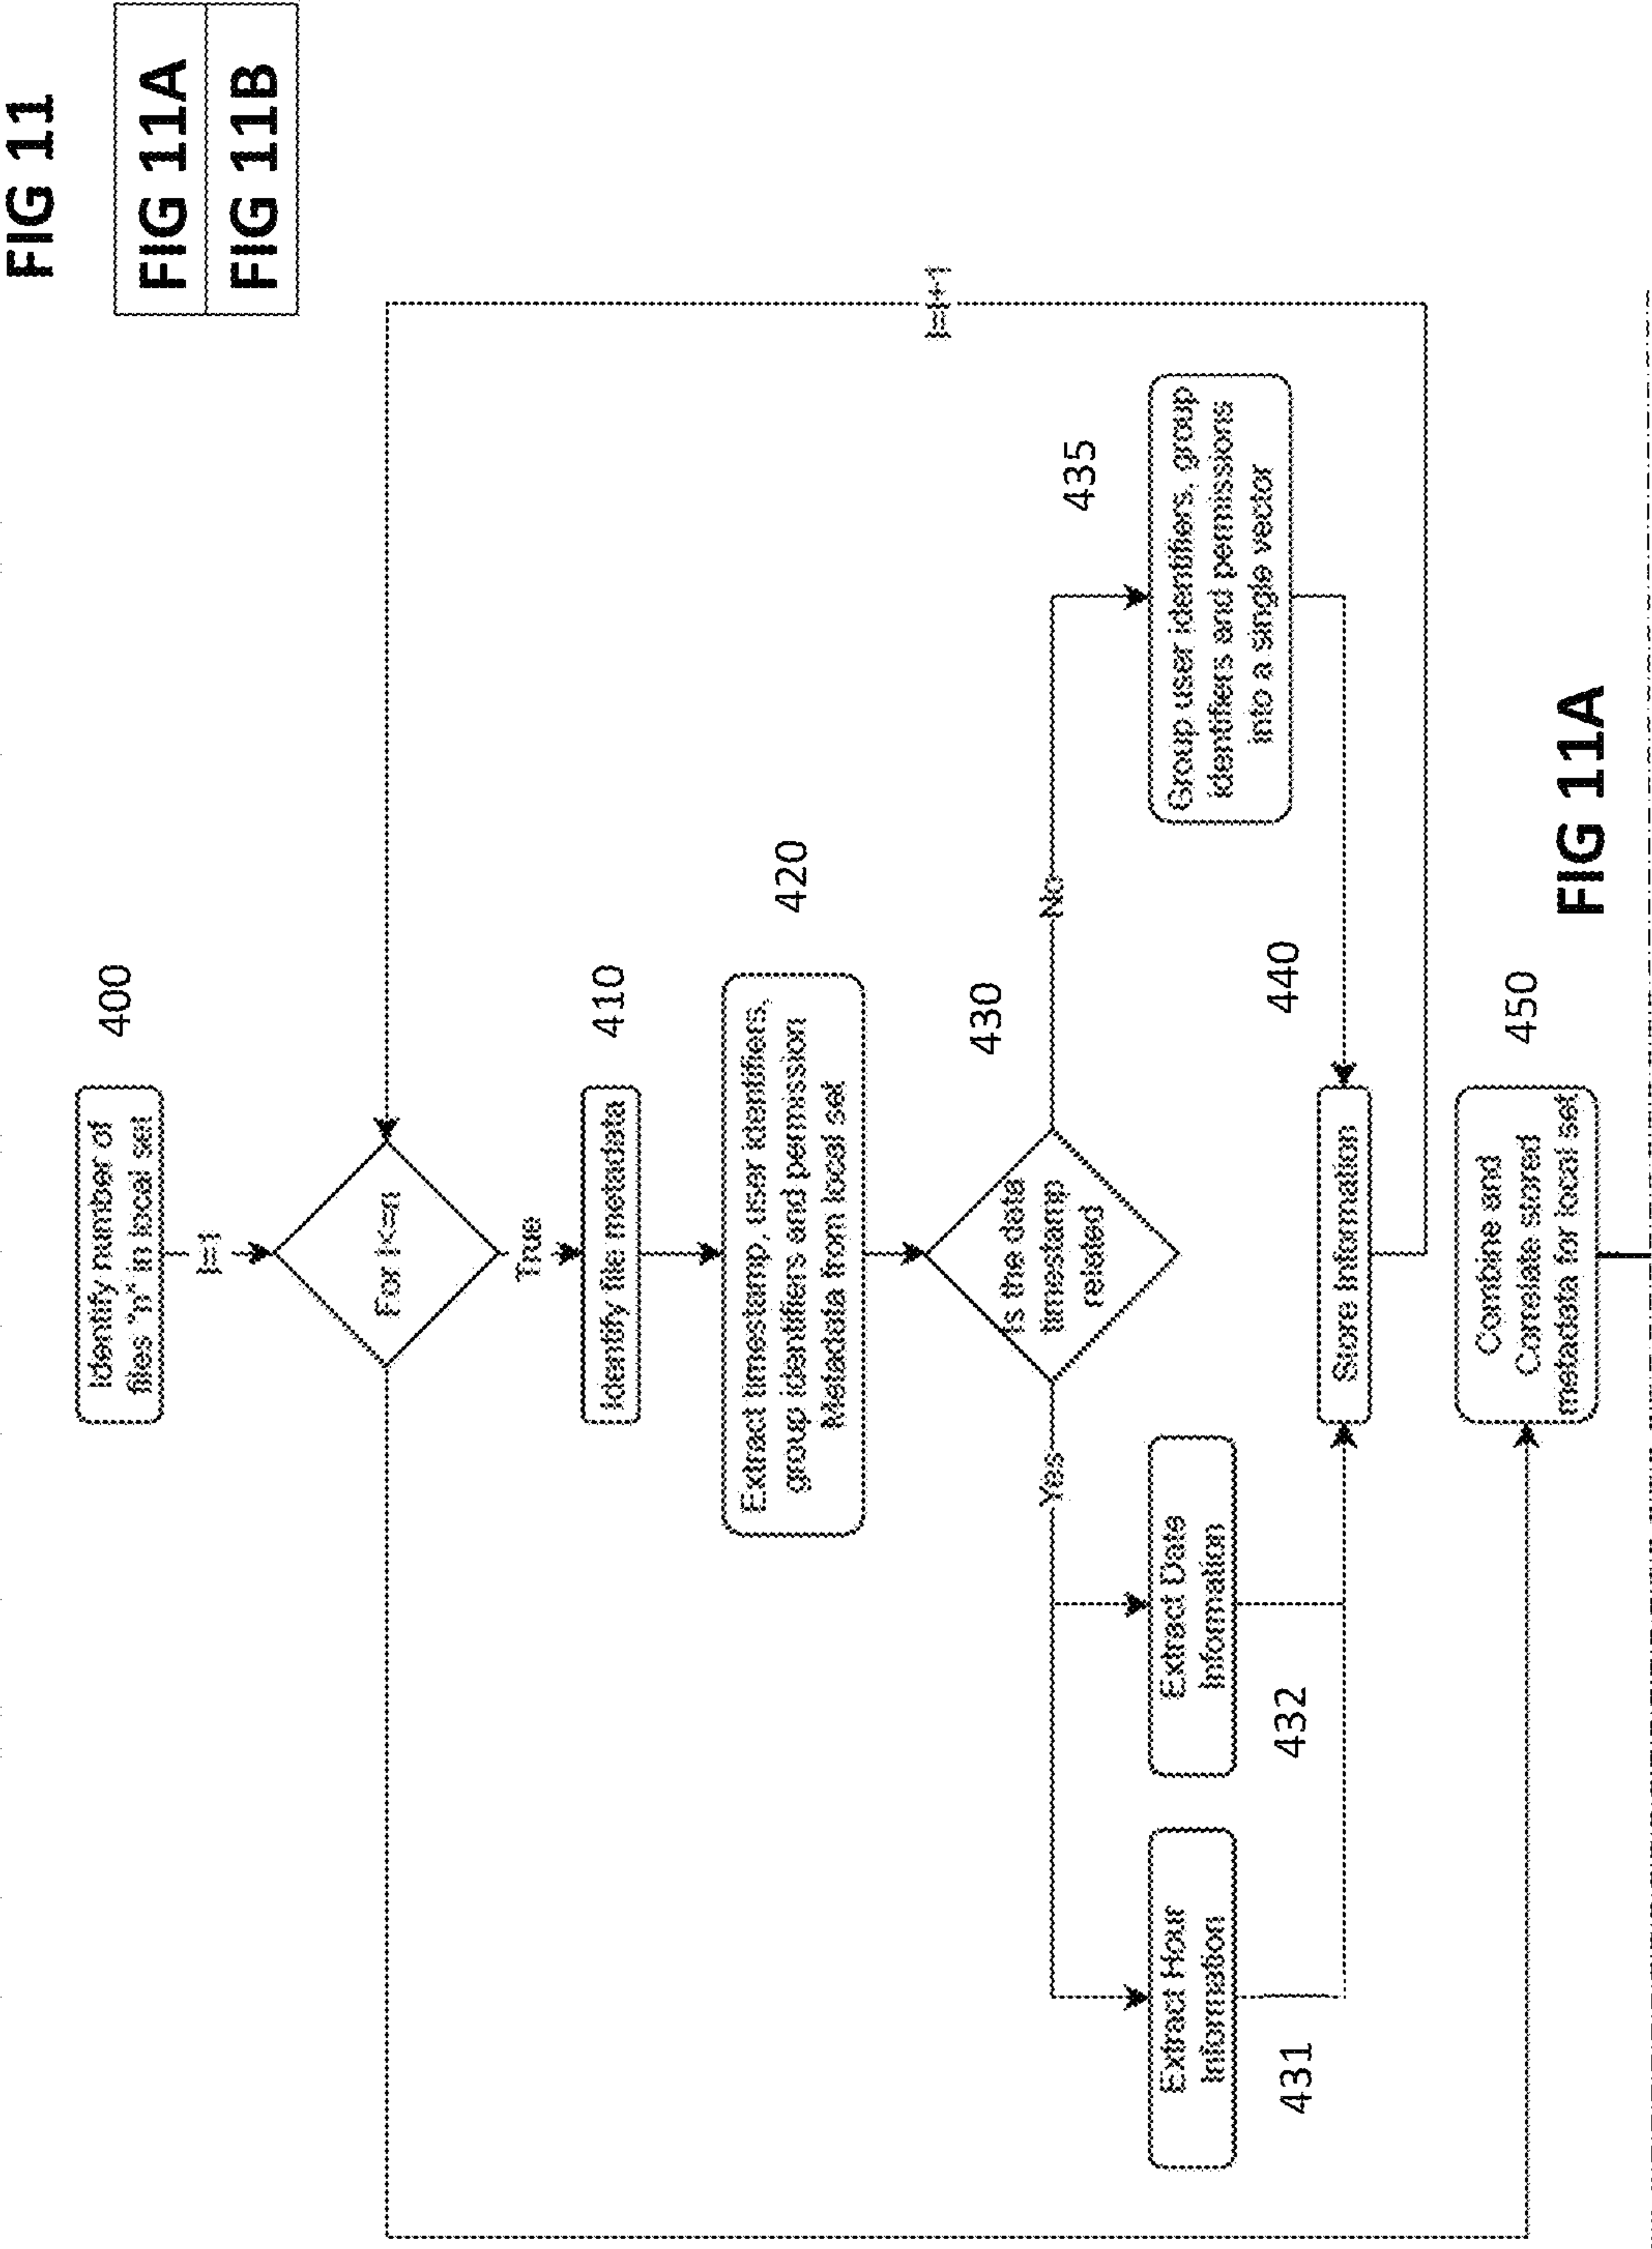 FIG 11
FIG 11A
FIG 11B
400
Identify number of
files "n" in local set
I=1
For I<=n
True
410
Identify file metadata
420
Extract timestamp, user identifiers,
group identifiers and permission
Metadata from local set
430
Is the data
timestamp
related
Yes
No
435
Group user identifiers, group
identifiers and permissions
into a single vector
Extract Hour
Information
431
Extract Date
Information
432
440
Store Information
I=I+1
450
Combine and
Correlate stored
metadata for local set
FIG 11A